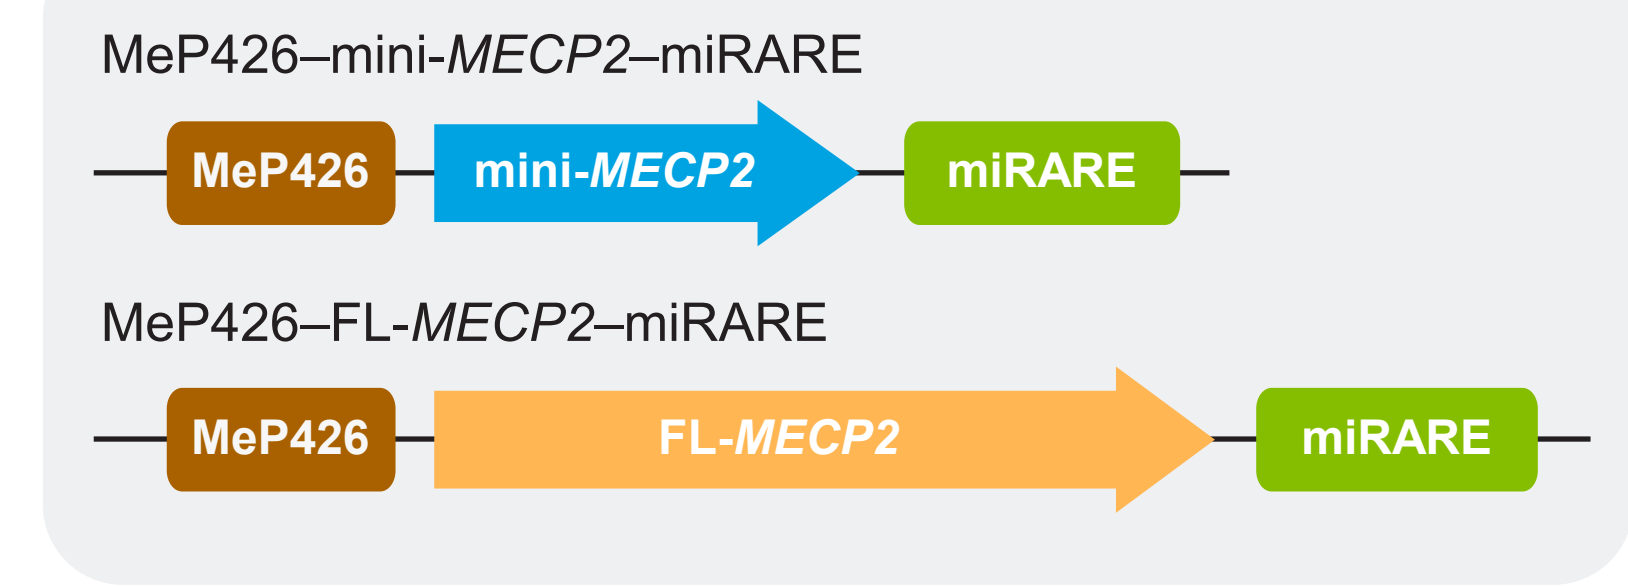 MeP426–mini-MECP2–miRARE
MeP426 mini-MECP2 miRARE
MeP426–FL-MECP2–miRARE
MeP426 FL-MECP2 miRARE